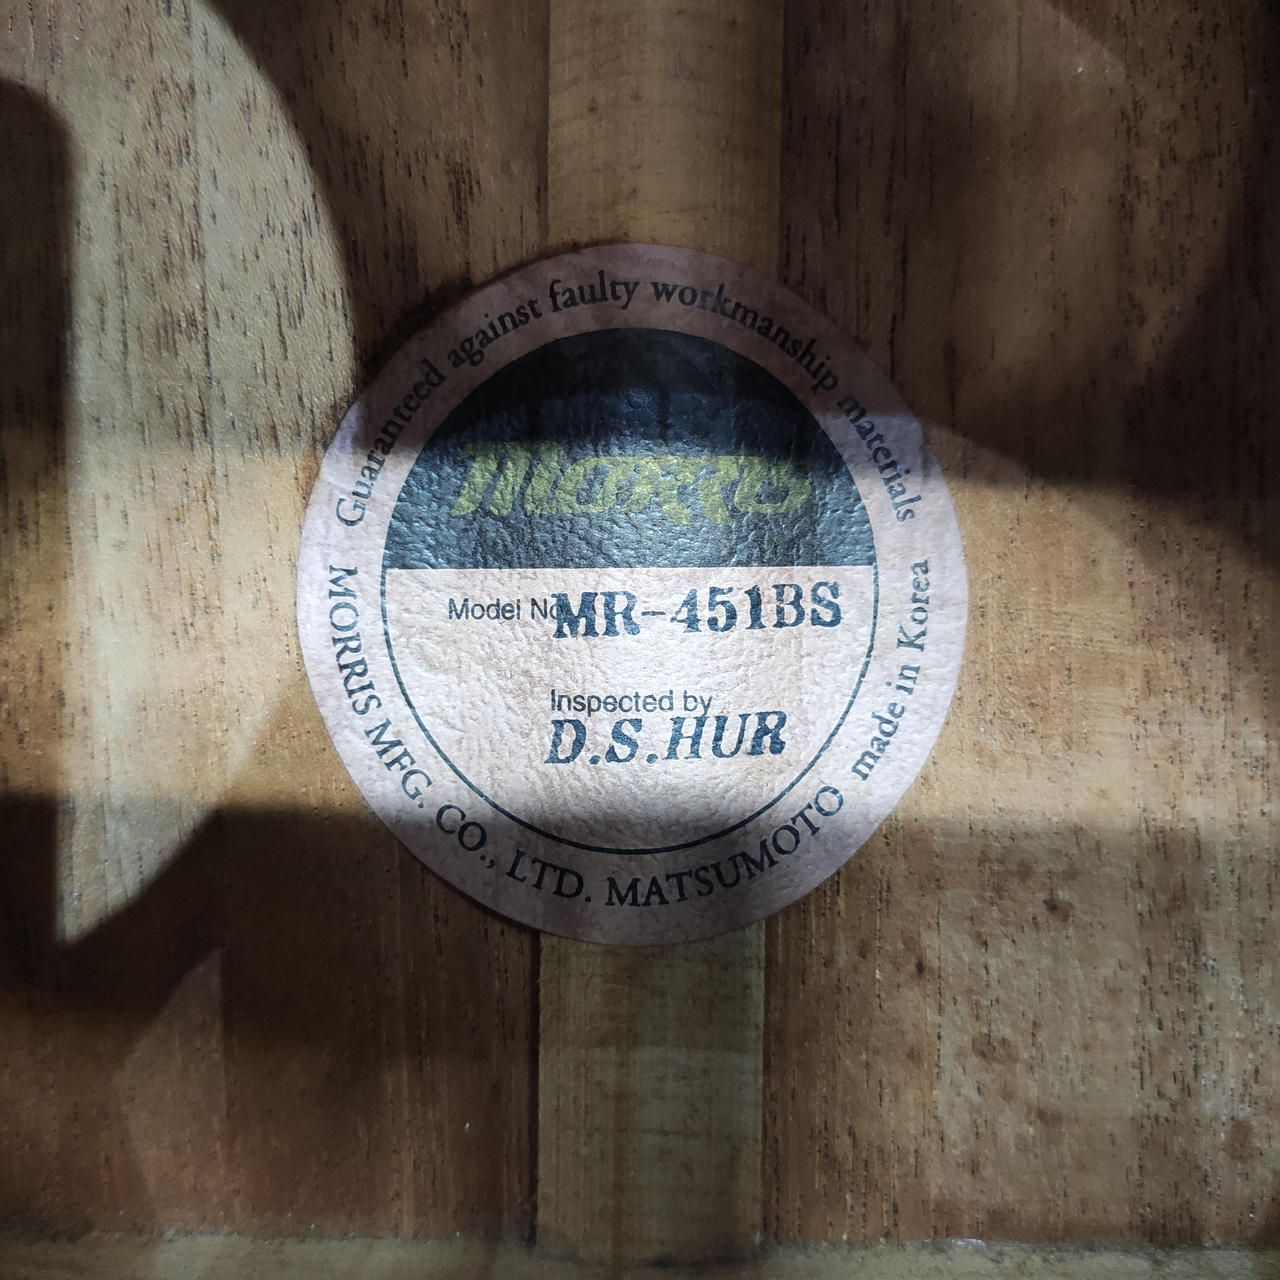 Guaranteed against faulty workmanship materials
Morris
Model No. MR-451BS
Inspected by
D.S.HUR
MORRIS MFG. CO., LTD. MATSUMOTO made in Korea